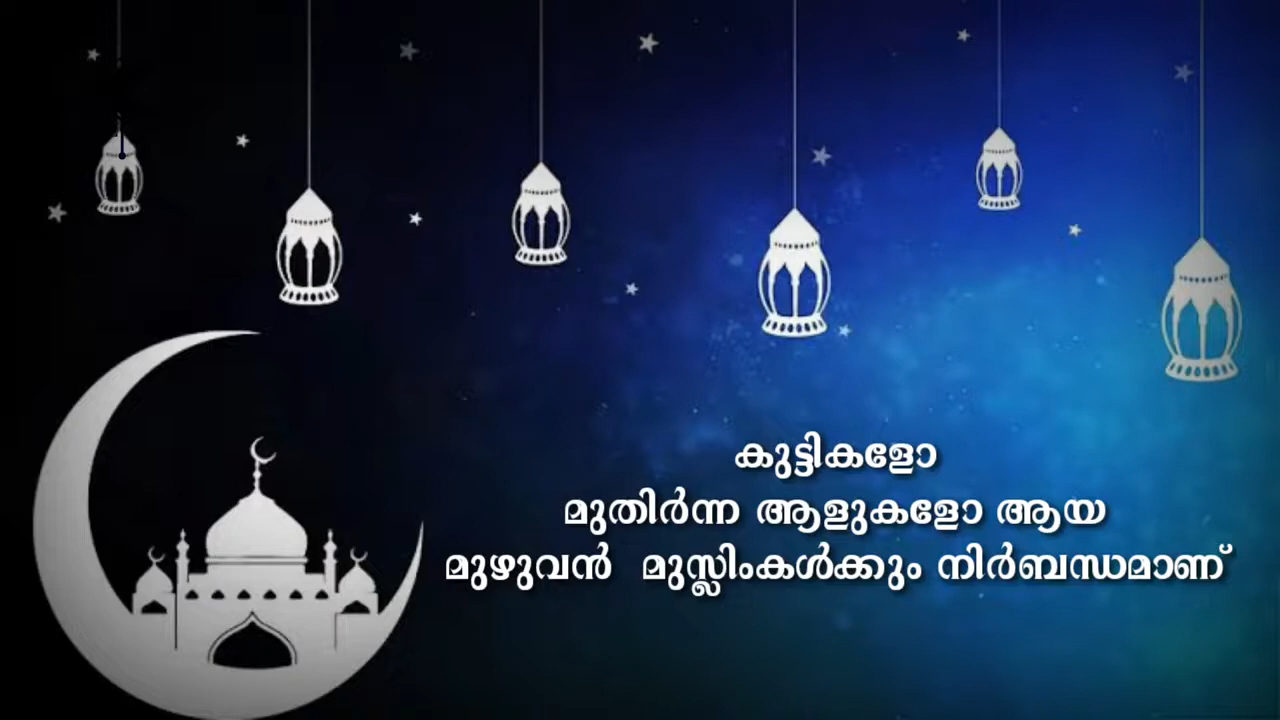 കുട്ടികളോ
മുതിർന്ന ആളുകളോ ആയ
മുഴുവൻ മുസ്ലിംകൾക്കും നിർബന്ധമാണ്